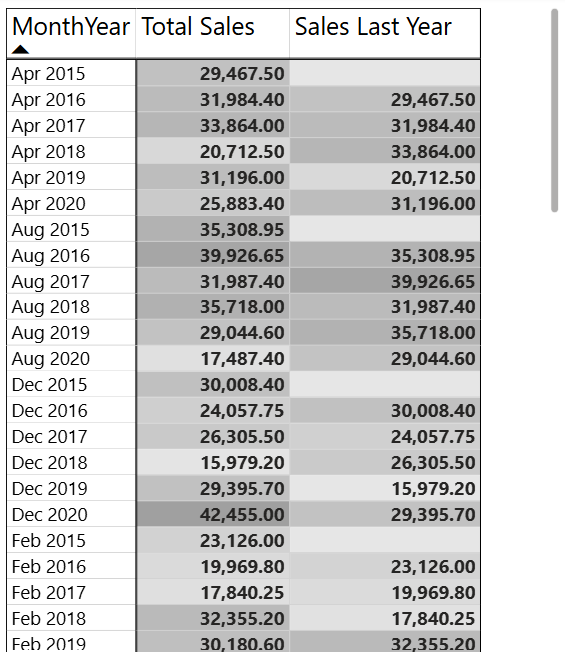 MonthYear Total Sales Sales Last Year
Apr 2015 29,467.50
Apr 2016 31,984.40 29,467.50
Apr 2017 33,864.00 31,984.40
Apr 2018 20,712.50 33,864.00
Apr 2019 31,196.00 20,712.50
Apr 2020 25,883.40 31,196.00
Aug 2015 35,308.95
Aug 2016 39,926.65 35,308.95
Aug 2017 31,987.40 39,926.65
Aug 2018 35,718.00 31,987.40
Aug 2019 29,044.60 35,718.00
Aug 2020 17,487.40 29,044.60
Dec 2015 30,008.40
Dec 2016 24,057.75 30,008.40
Dec 2017 26,305.50 24,057.75
Dec 2018 15,979.20 26,305.50
Dec 2019 29,395.70 15,979.20
Dec 2020 42,455.00 29,395.70
Feb 2015 23,126.00
Feb 2016 19,969.80 23,126.00
Feb 2017 17,840.25 19,969.80
Feb 2018 32,355.20 17,840.25
Feb 2019 30,180.60 32,355.20